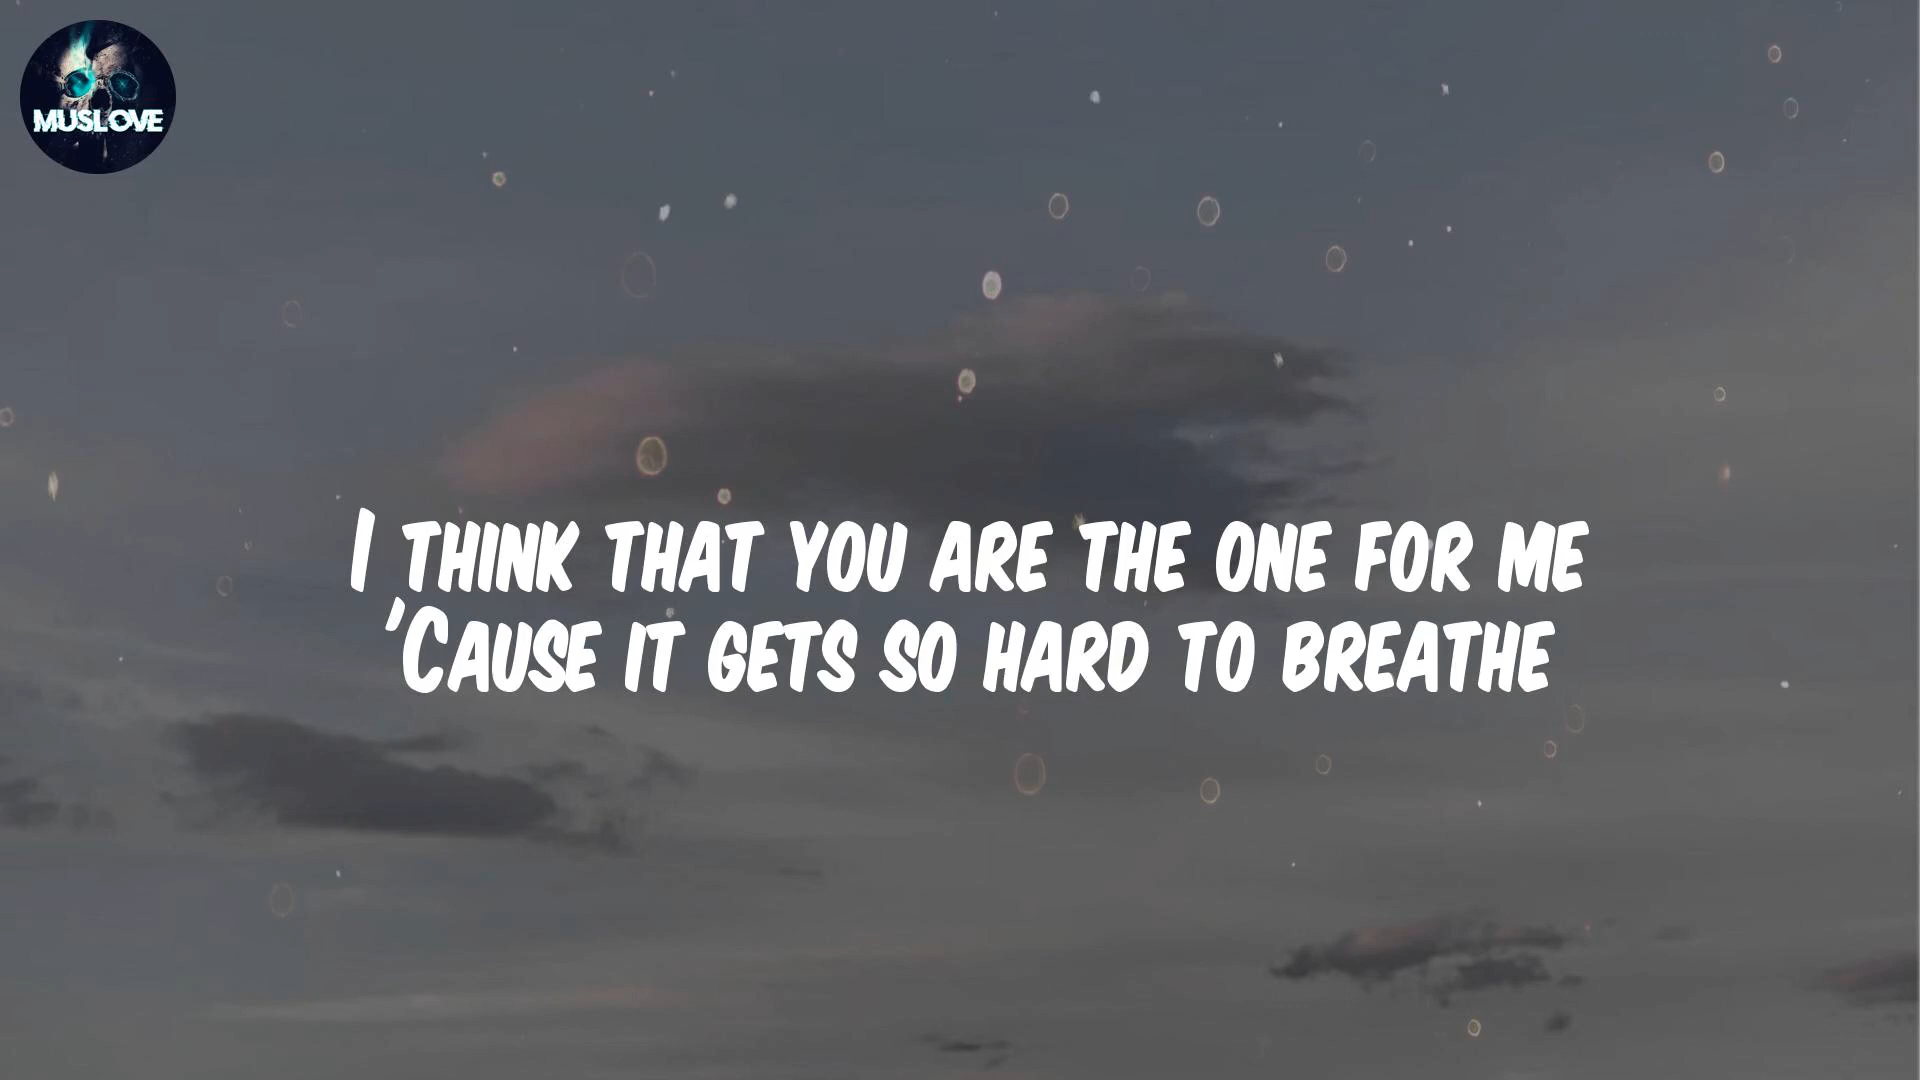 MUSLOVE
I THINK THAT YOU ARE THE ONE FOR ME
'CAUSE IT GETS SO HARD TO BREATHE